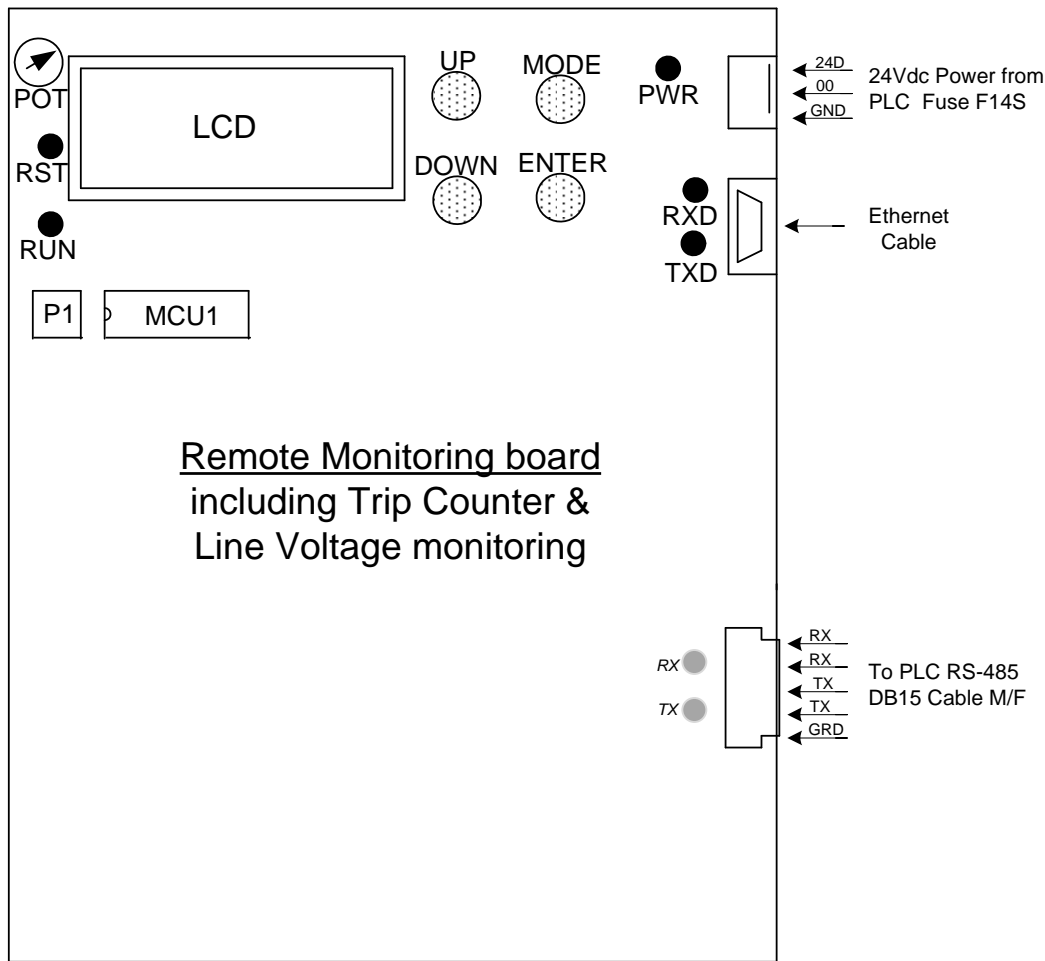 POT
RST
RUN
LCD
UP
MODE
DOWN
ENTER
PWR
24D
00
GND
24Vdc Power from
PLC Fuse F14S
RXD
TXD
Ethernet
Cable
P1
MCU1
Remote Monitoring board
including Trip Counter &
Line Voltage monitoring
RX
TX
RX
RX
TX
TX
GRD
To PLC RS-485
DB15 Cable M/F